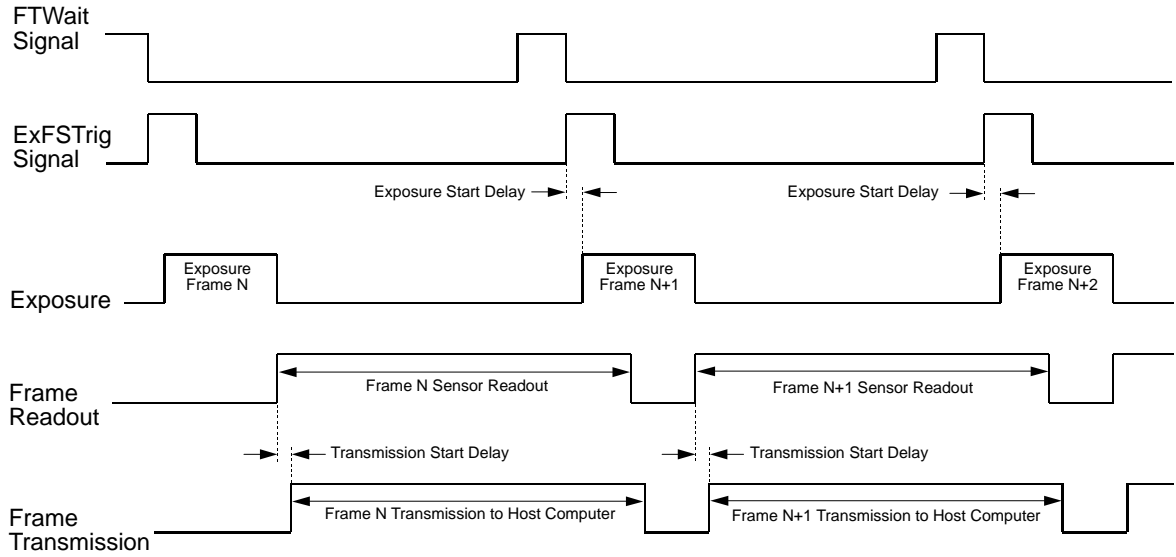 FTWait
Signal
ExFSTrig
Signal
Exposure Start Delay
Exposure Start Delay
Exposure
Exposure
Frame N
Exposure
Frame N+1
Exposure
Frame N+2
Frame
Readout
Frame N Sensor Readout
Frame N+1 Sensor Readout
Transmission Start Delay
Transmission Start Delay
Frame
Transmission
Frame N Transmission to Host Computer
Frame N+1 Transmission to Host Computer